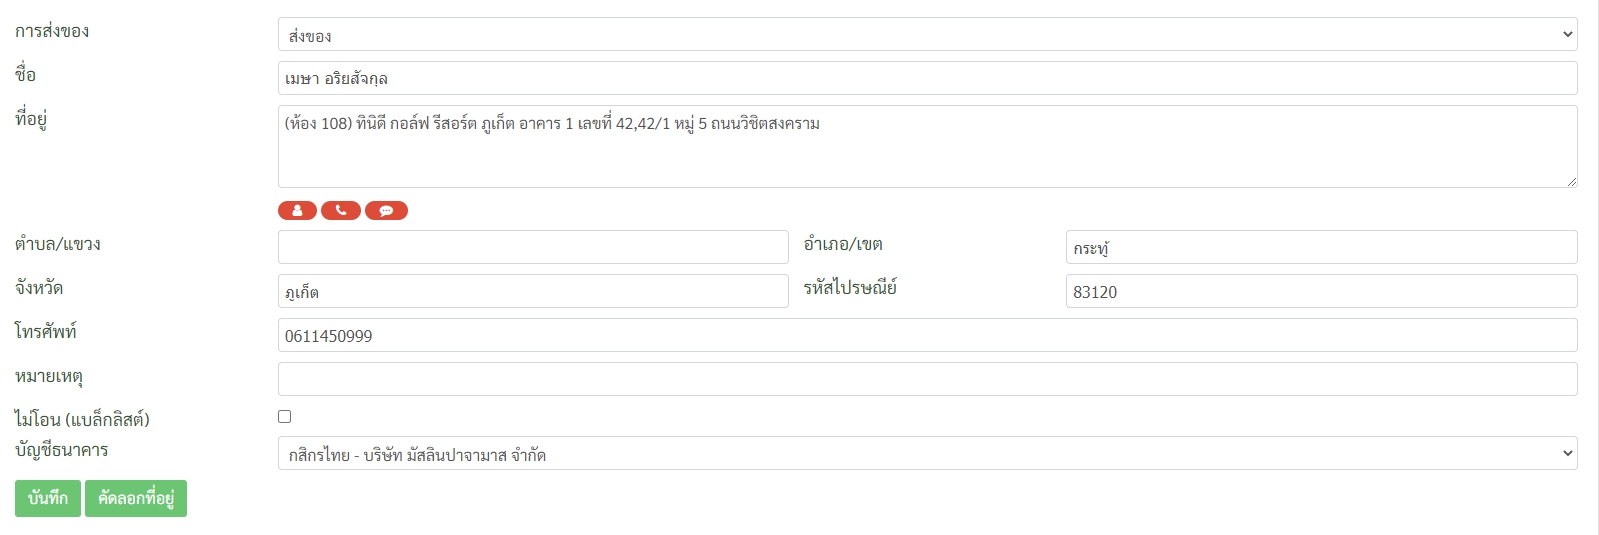 การส่งของ ส่งของ
ชื่อ เมษา อริยสัจกุล
ที่อยู่ (ห้อง 108) ทินิดี กอล์ฟ รีสอร์ต ภูเก็ต อาคาร 1 เลขที่ 42,42/1 หมู่ 5 ถนนวิชิตสงคราม
ตำบล/แขวง อำเภอ/เขต กระทู้
จังหวัด ภูเก็ต รหัสไปรษณีย์ 83120
โทรศัพท์ 0611450999
หมายเหตุ
ไม่โอน (แบล็กลิสต์)
บัญชีธนาคาร กสิกรไทย - บริษัท มัสลินปาจามาส จำกัด
บันทึก คัดลอกที่อยู่